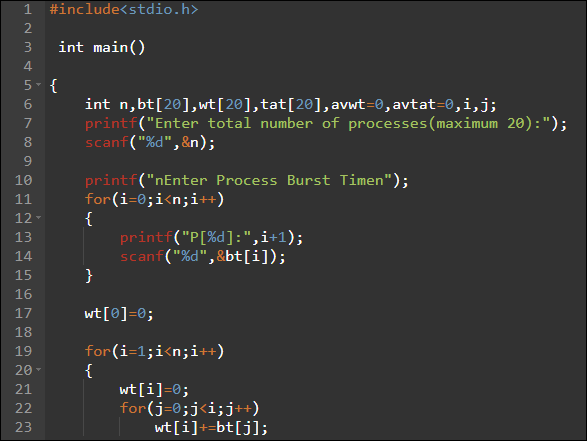 1 #include<stdio.h>
2
3 int main()
4
5 {
6 int n,bt[20],wt[20],tat[20],avwt=0,avtat=0,i,j;
7 printf("Enter total number of processes(maximum 20):");
8 scanf("%d",&n);
9
10 printf("nEnter Process Burst Timen");
11 for(i=0;i<n;i++)
12 {
13 printf("P[%d]:",i+1);
14 scanf("%d",&bt[i]);
15 }
16
17 wt[0]=0;
18
19 for(i=1;i<n;i++)
20 {
21 wt[i]=0;
22 for(j=0;j<i;j++)
23 wt[i]+=bt[j];